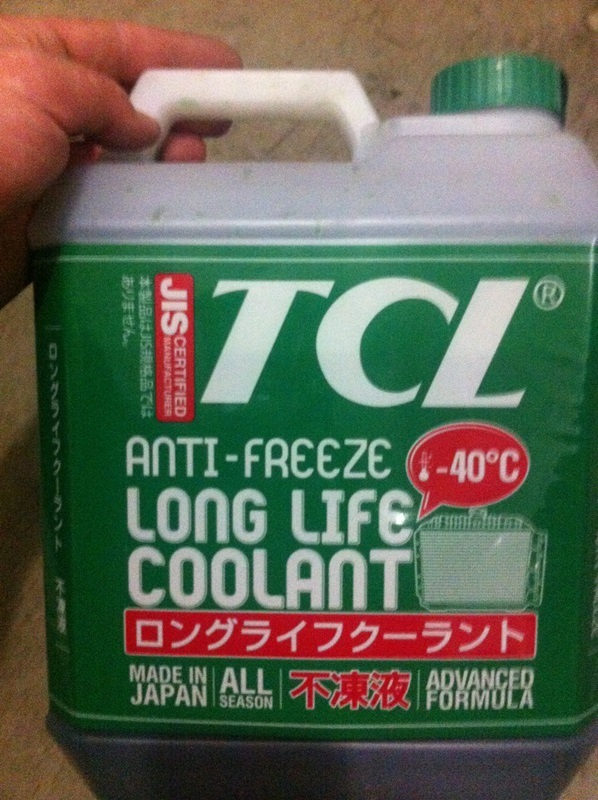 TCL®
JIS CERTIFIED
MANUFACTURER
本製品はJIS規格品では
ありません。
ANTI-FREEZE
-40°C
LONG LIFE
COOLANT
ロングライフクーラント
MADE IN
JAPAN
ALL
SEASON
不凍液
ADVANCED
FORMULA
ロングライフクーラント 不凍液